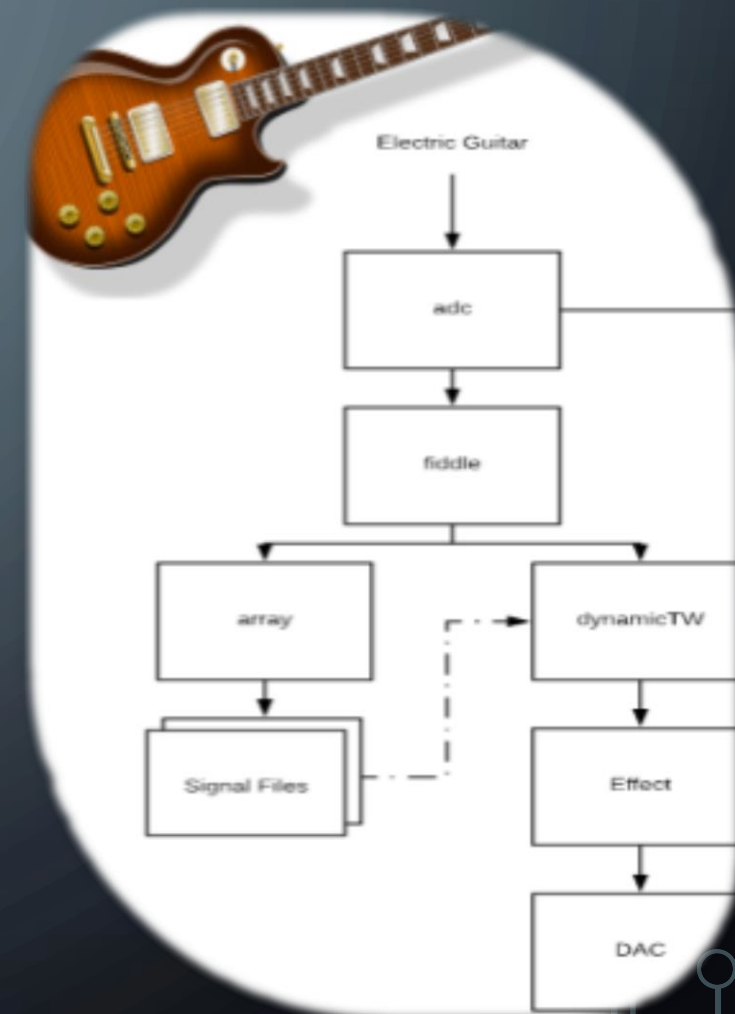 Electric Guitar
adc
fiddle
array
dynamicTW
Signal Files
Effect
DAC